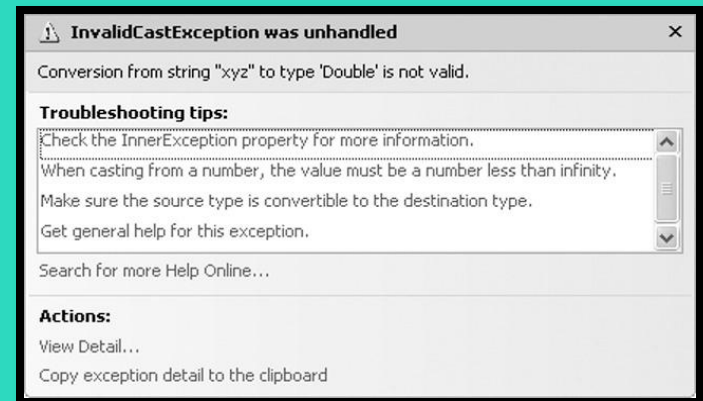 InvalidCastException was unhandled
Conversion from string "xyz" to type 'Double' is not valid.
Troubleshooting tips:
Check the InnerException property for more information.
When casting from a number, the value must be a number less than infinity.
Make sure the source type is convertible to the destination type.
Get general help for this exception.
Search for more Help Online...
Actions:
View Detail...
Copy exception detail to the clipboard